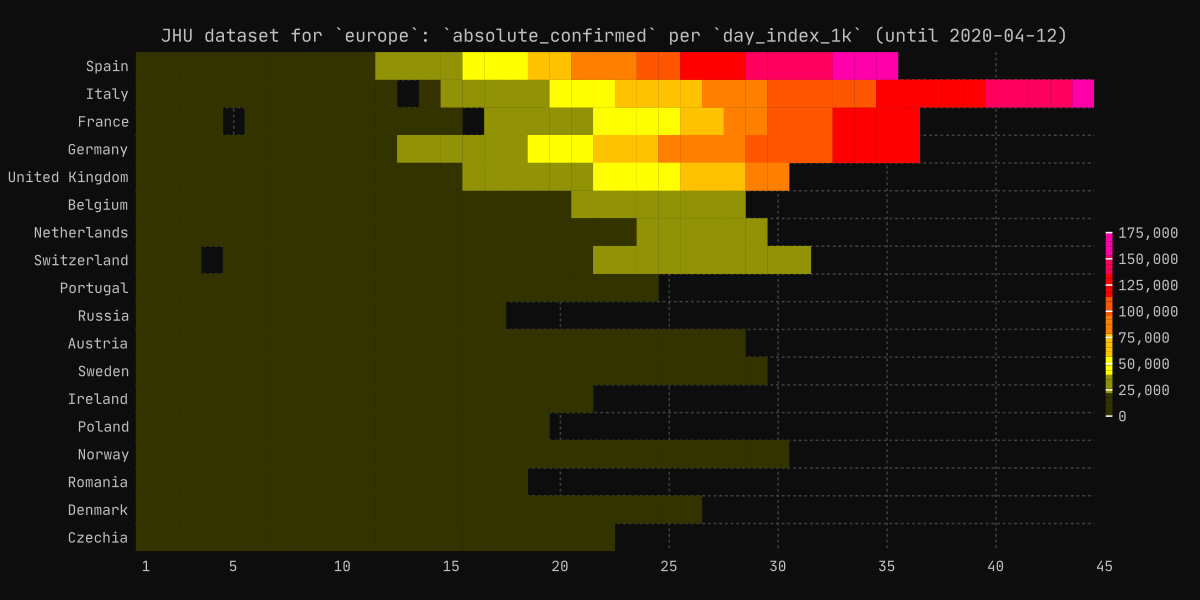 JHU dataset for `europe`: `absolute_confirmed` per `day_index_1k` (until 2020-04-12)
Spain
Italy
France
Germany
United Kingdom
Belgium
Netherlands
Switzerland
Portugal
Russia
Austria
Sweden
Ireland
Poland
Norway
Romania
Denmark
Czechia
175,000
150,000
125,000
100,000
75,000
50,000
25,000
0
1 5 10 15 20 25 30 35 40 45